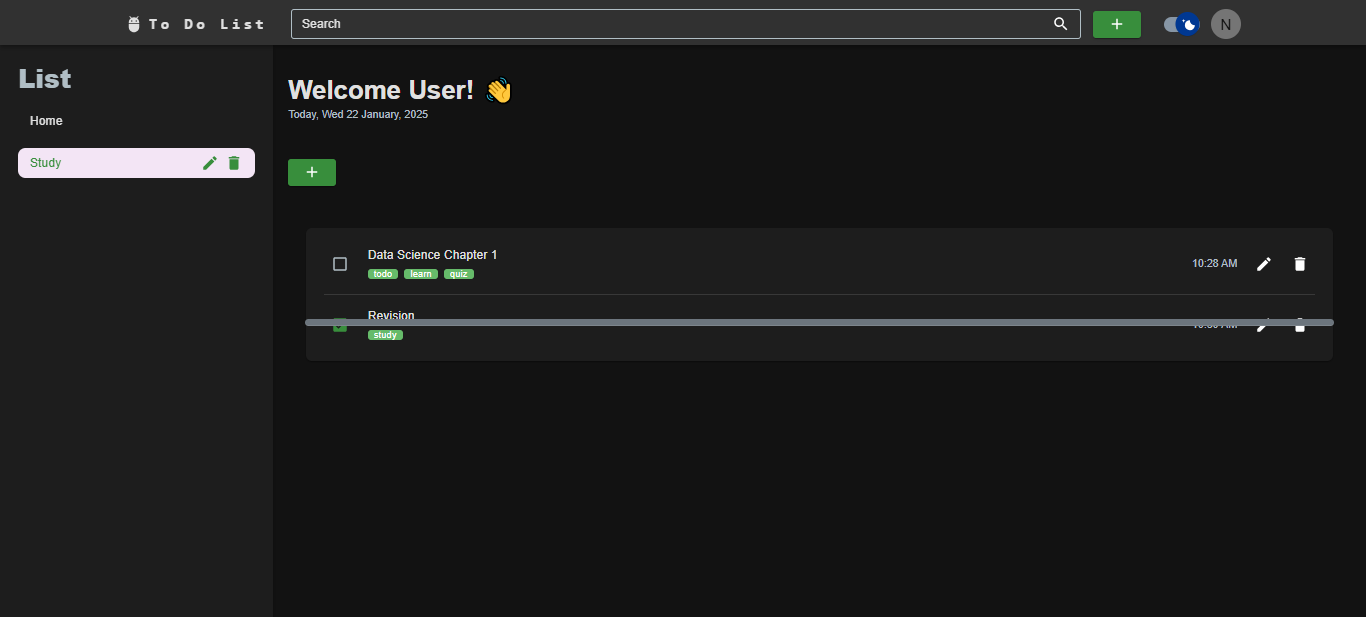 To Do List
Search
N
List
Home
Study
Welcome User! 👋
Today, Wed 22 January, 2025
Data Science Chapter 1
todo learn quiz
10:28 AM
Revision
study